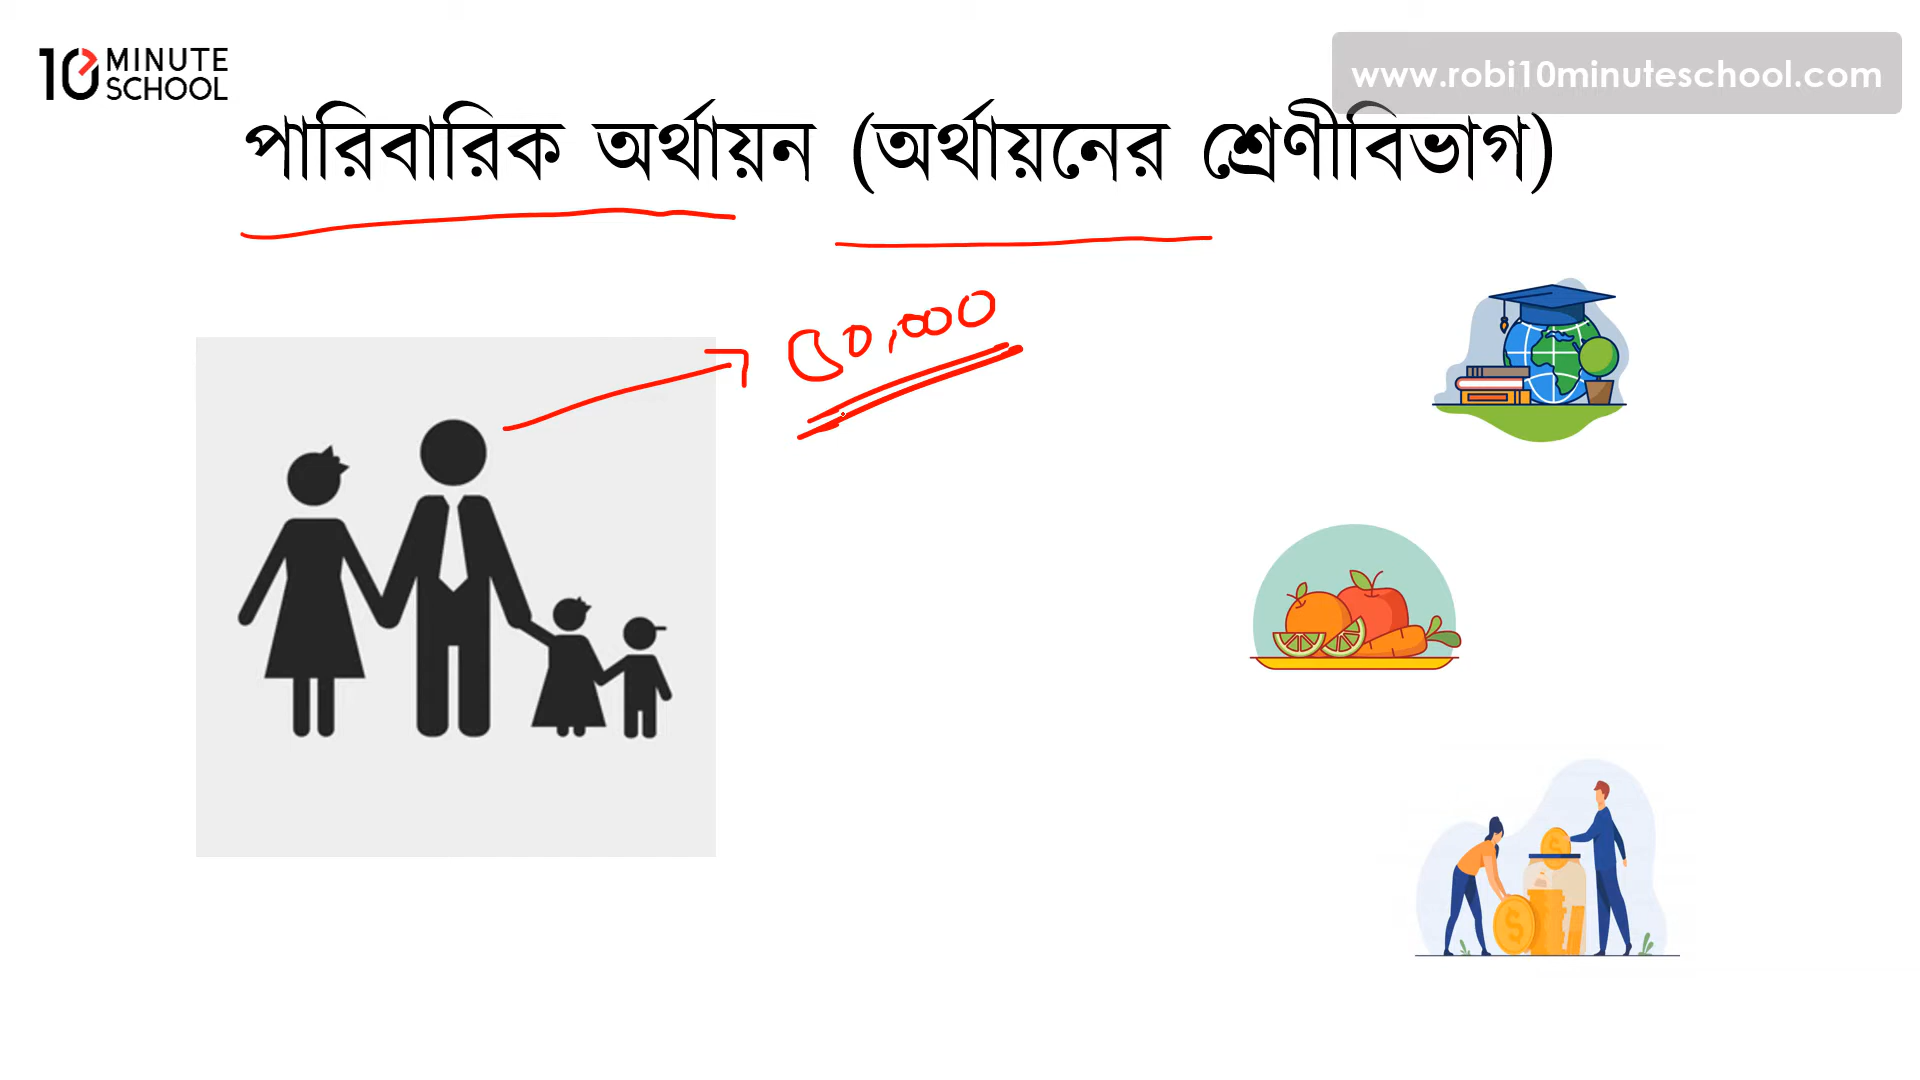 10 MINUTE
SCHOOL
www.robi10minuteschool.com
পারিবারিক অর্থায়ন (অর্থায়নের শ্রেণীবিভাগ)
৫০,০০০